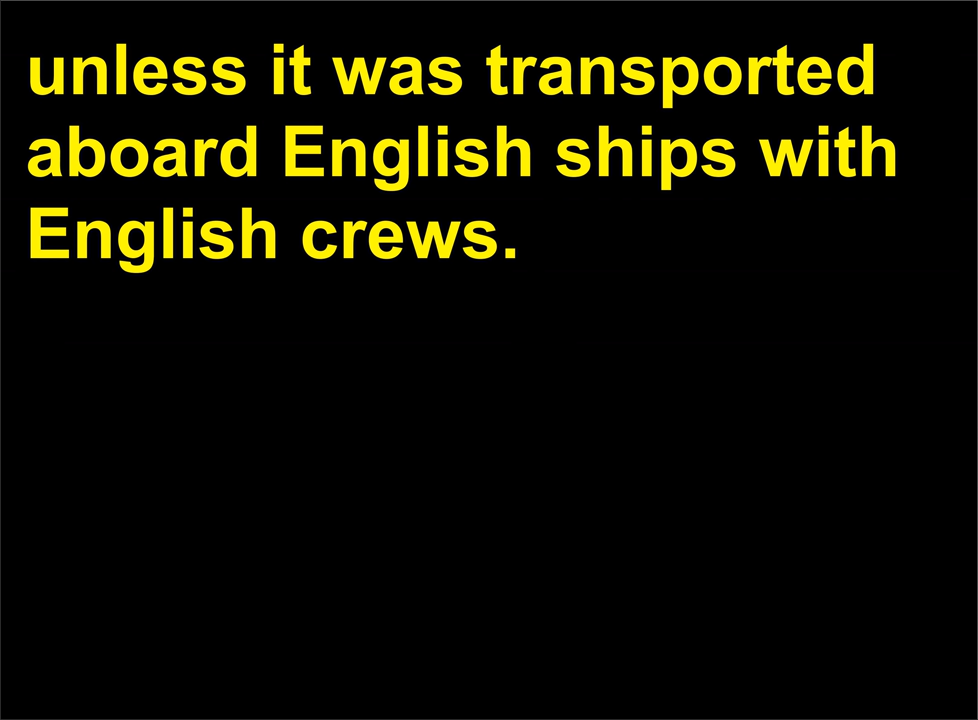 unless it was transported
aboard English ships with
English crews.